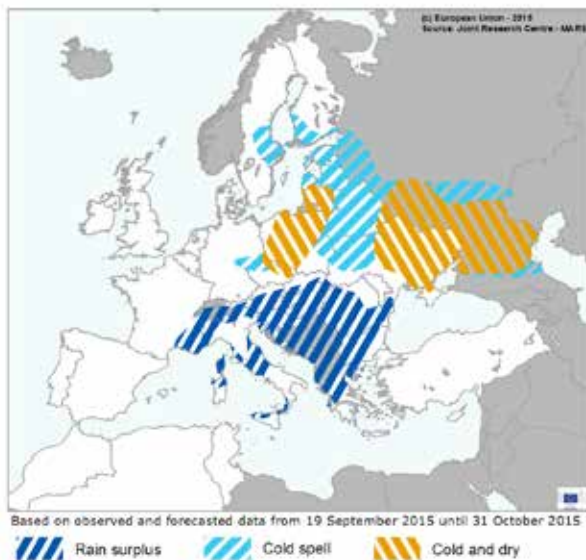 (c) European Union - 2015
Source: Joint Research Centre - MARS
Based on observed and forecasted data from 19 September 2015 until 31 October 2015
Rain surplus
Cold spell
Cold and dry